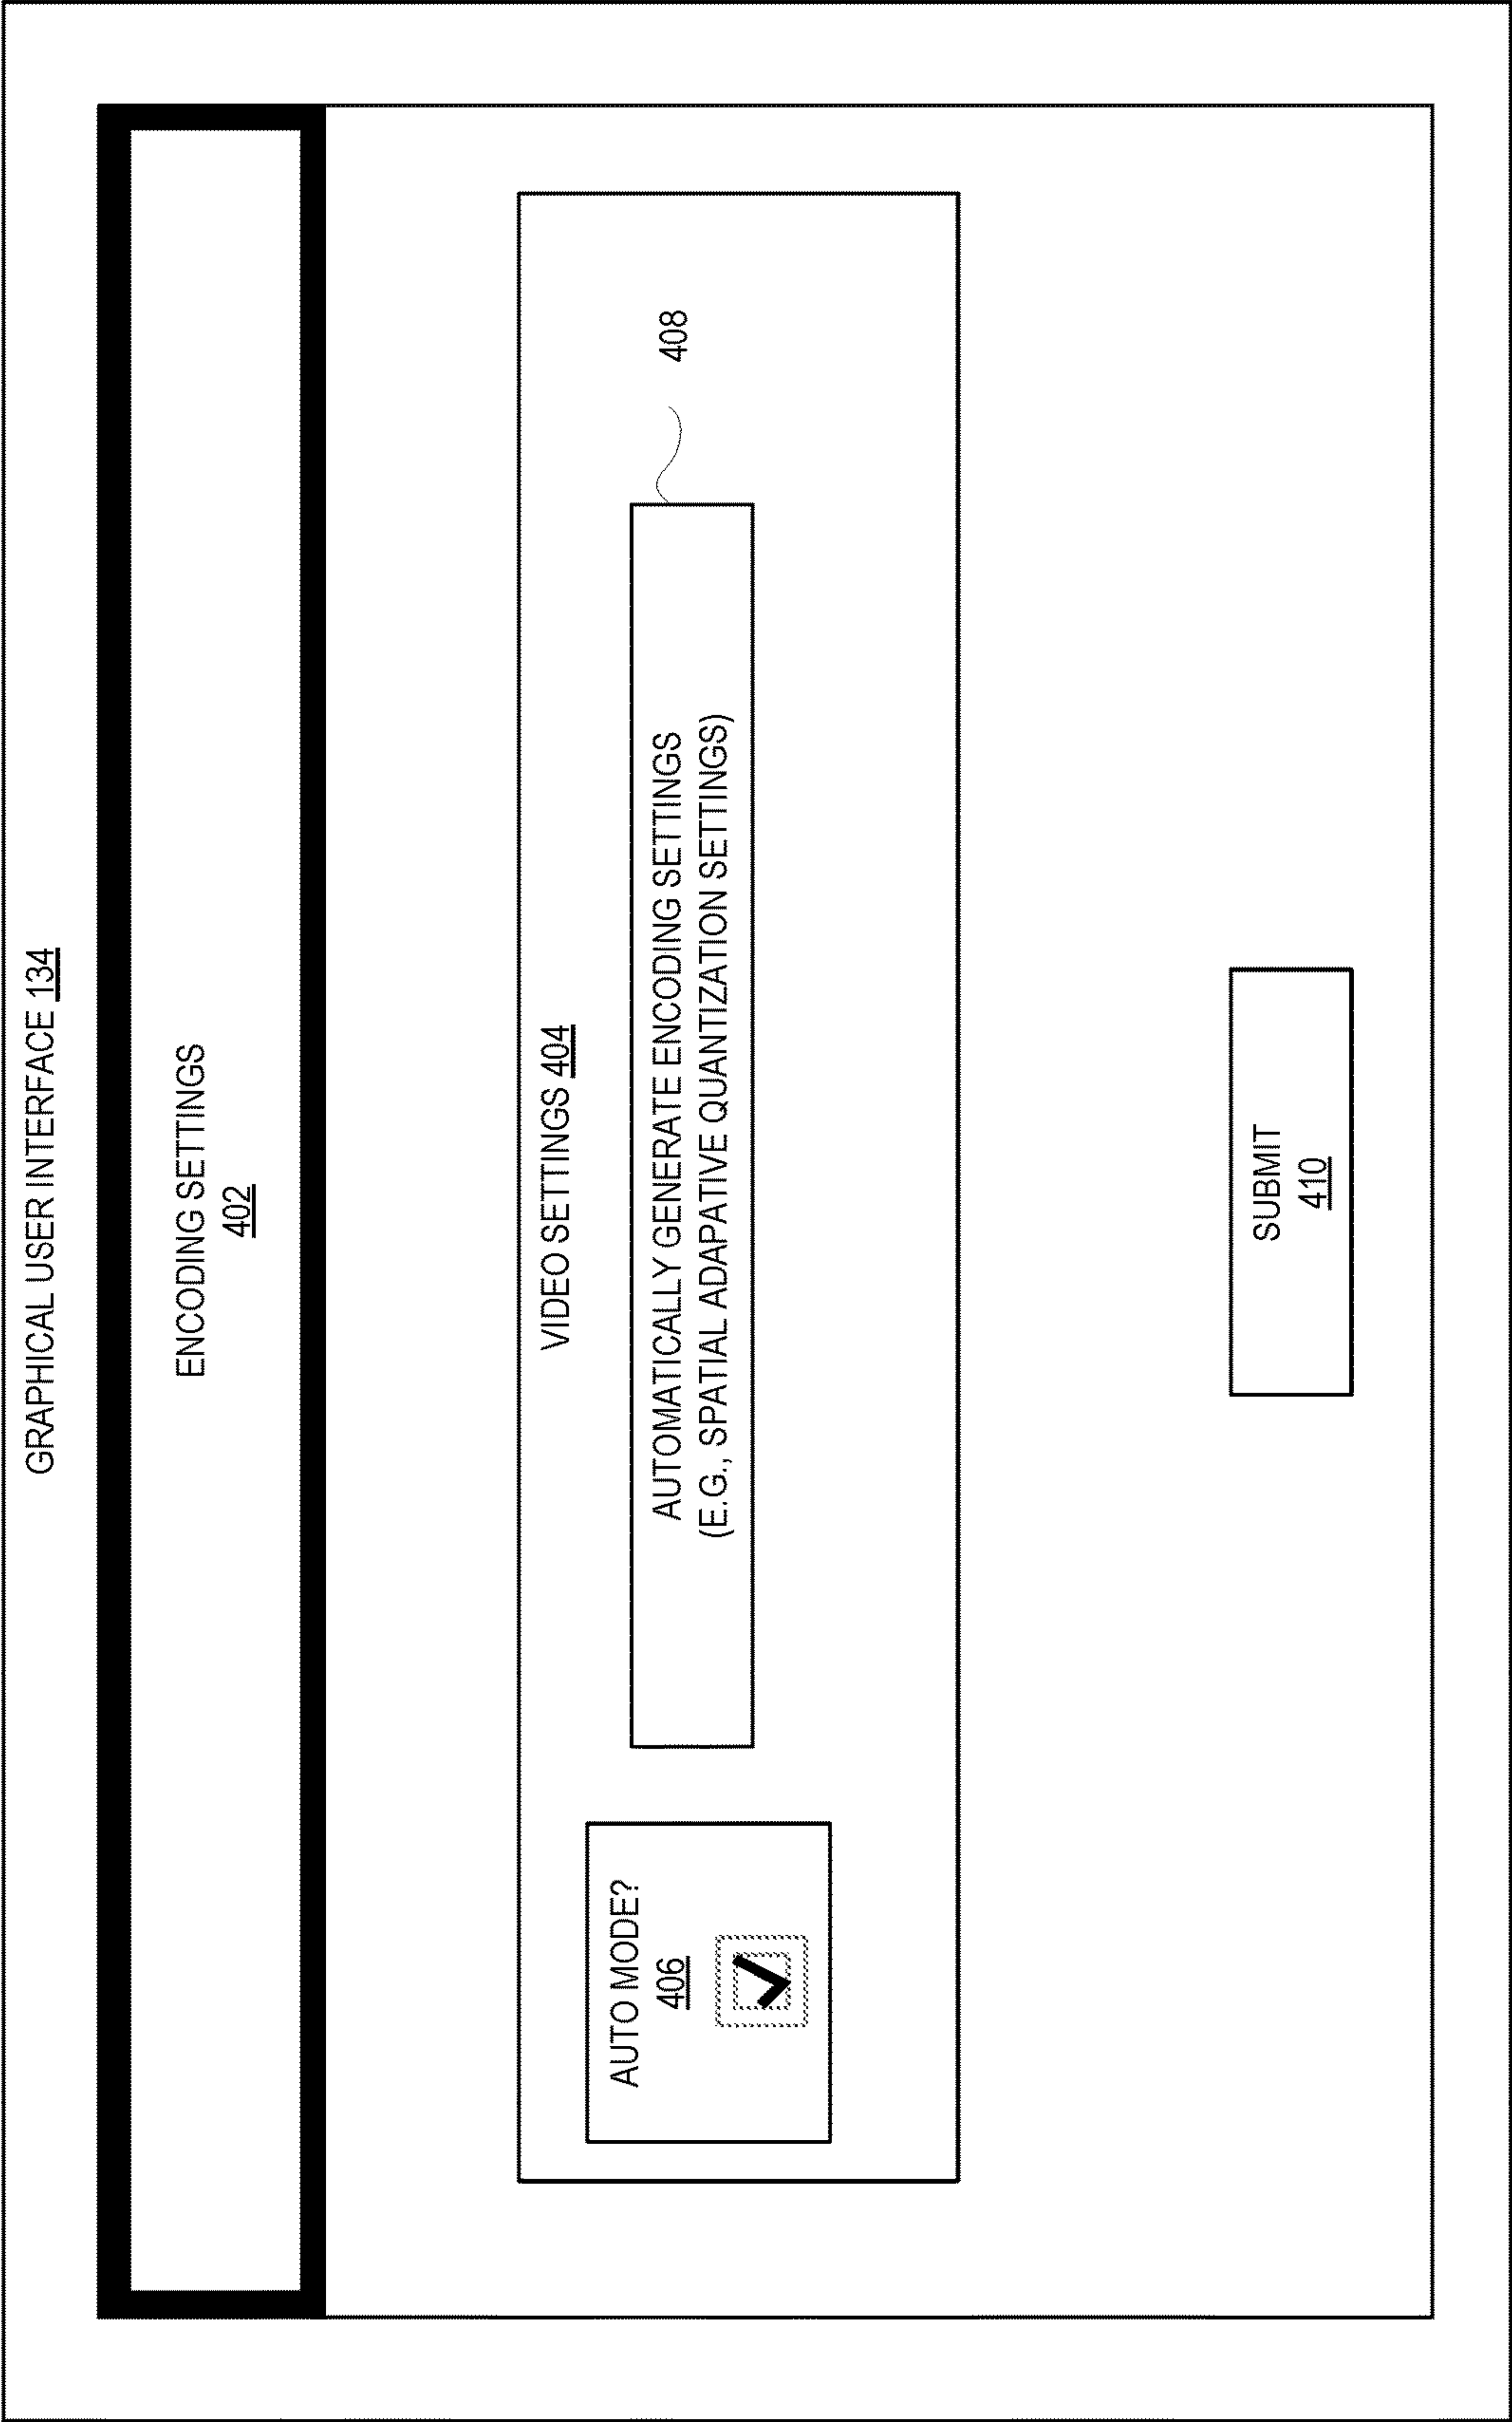 GRAPHICAL USER INTERFACE 134
ENCODING SETTINGS
402
VIDEO SETTINGS 404
AUTO MODE?
406
AUTOMATICALLY GENERATE ENCODING SETTINGS
(E.G., SPATIAL ADAPATIVE QUANTIZATION SETTINGS)
408
SUBMIT
410